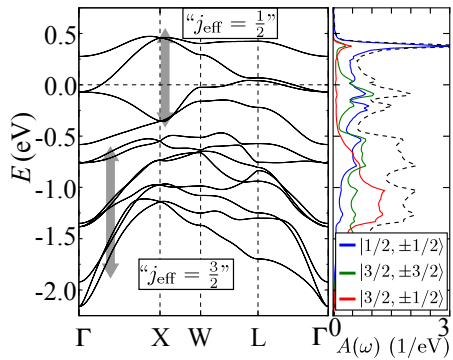 "j_eff = 1/2"
E (eV)
0.5
0.0
-0.5
-1.0
-1.5
-2.0
"j_eff = 3/2"
Γ X W L Γ
|1/2, ±1/2⟩
|3/2, ±3/2⟩
|3/2, ±1/2⟩
0 3
A(ω) (1/eV)